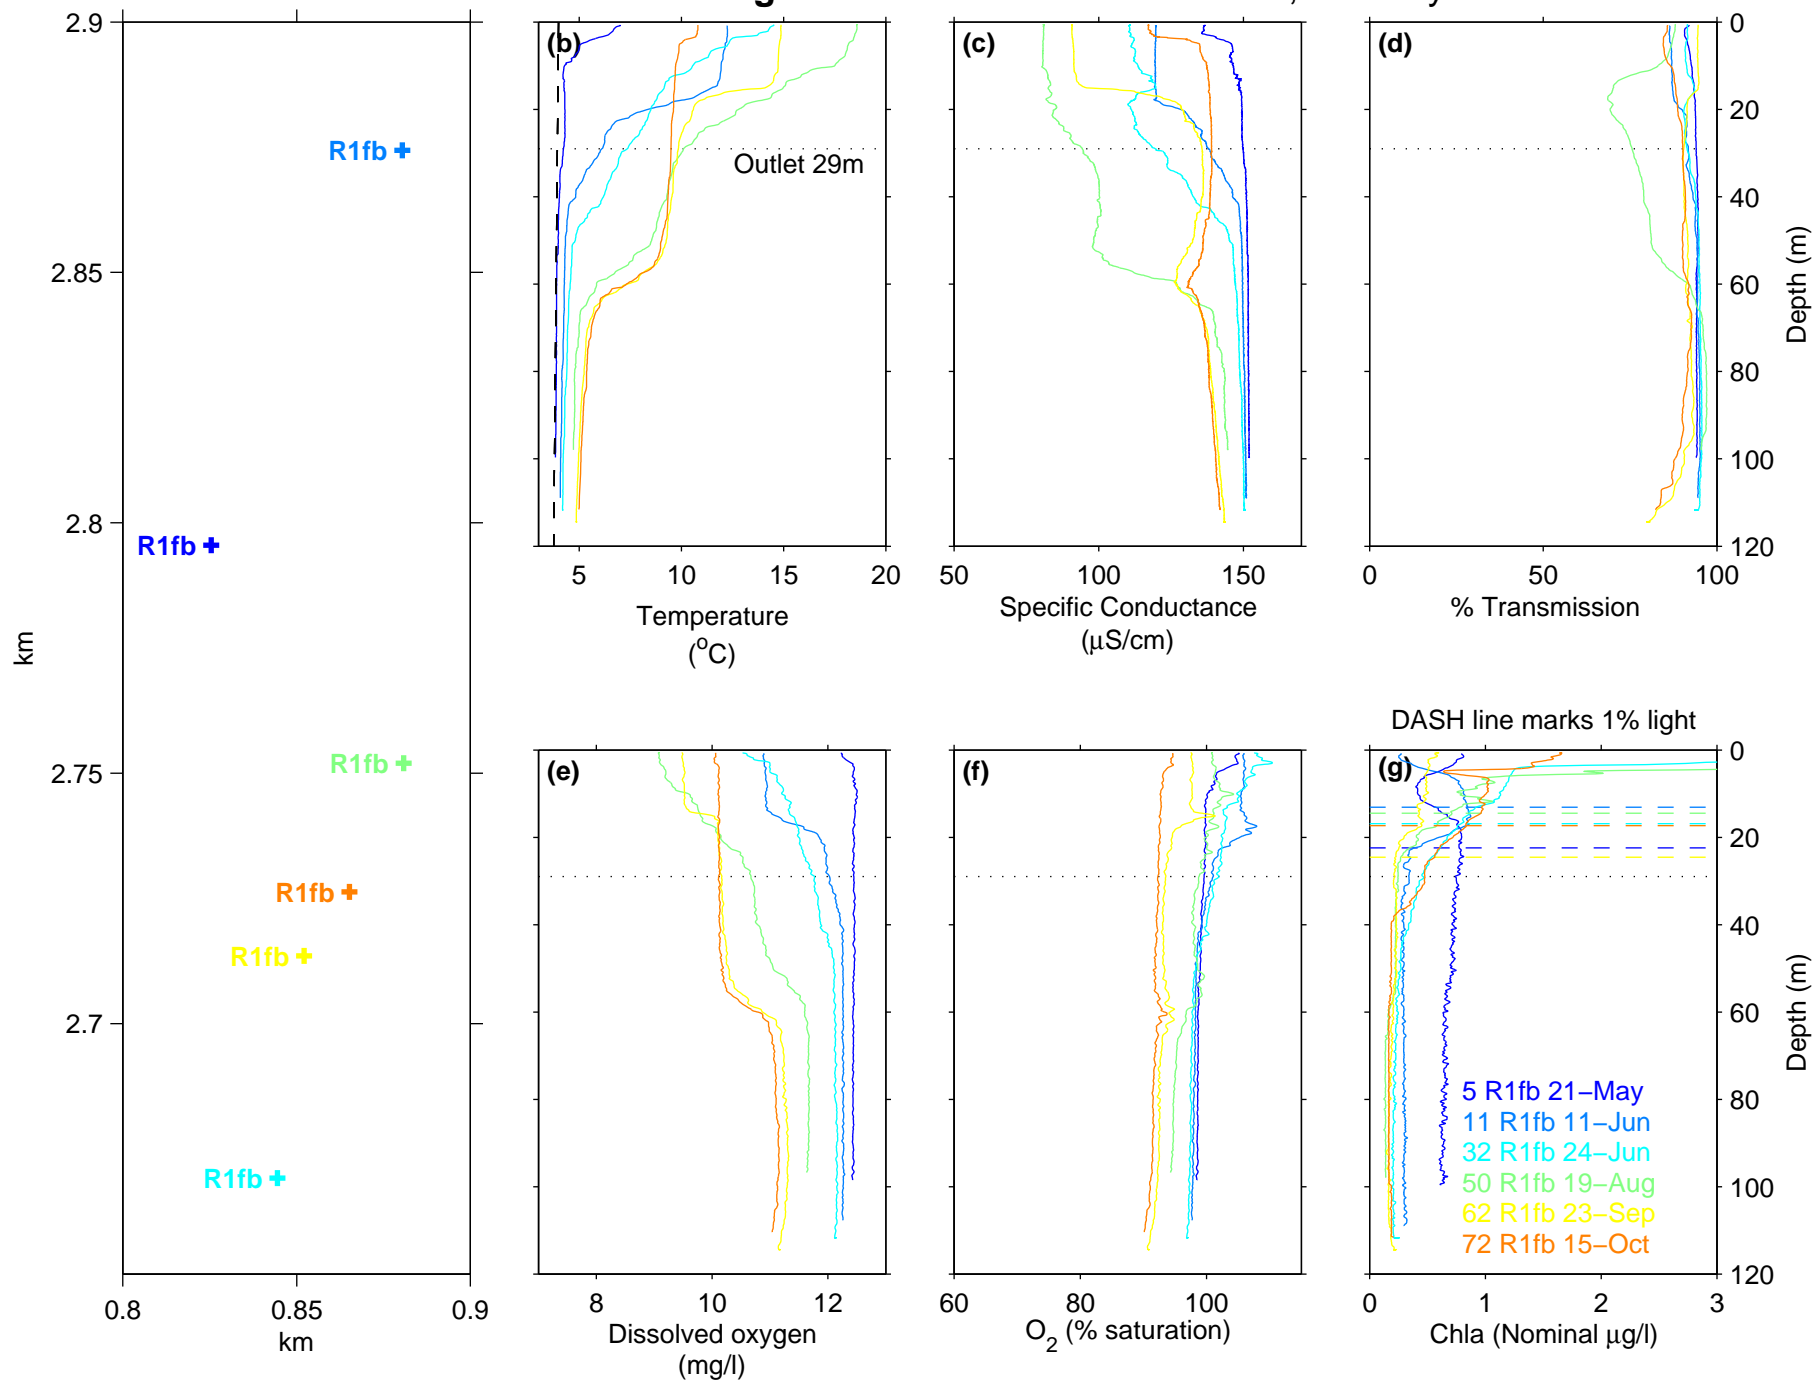 2.9
2.85
2.8
2.75
2.7
km
0.8
0.85
0.9
km
R1fb
R1fb
R1fb
R1fb
R1fb
R1fb
(b)
Outlet 29m
5
10
15
20
Temperature
(°C)
(c)
50
100
150
Specific Conductance
(μS/cm)
(d)
0
50
100
% Transmission
0
20
40
60
80
100
120
Depth (m)
(e)
8
10
12
Dissolved oxygen
(mg/l)
(f)
60
80
100
O2 (% saturation)
DASH line marks 1% light
(g)
5 R1fb 21−May
11 R1fb 11−Jun
32 R1fb 24−Jun
50 R1fb 19−Aug
62 R1fb 23−Sep
72 R1fb 15−Oct
0
1
2
3
Chla (Nominal μg/l)
0
20
40
60
80
100
120
Depth (m)